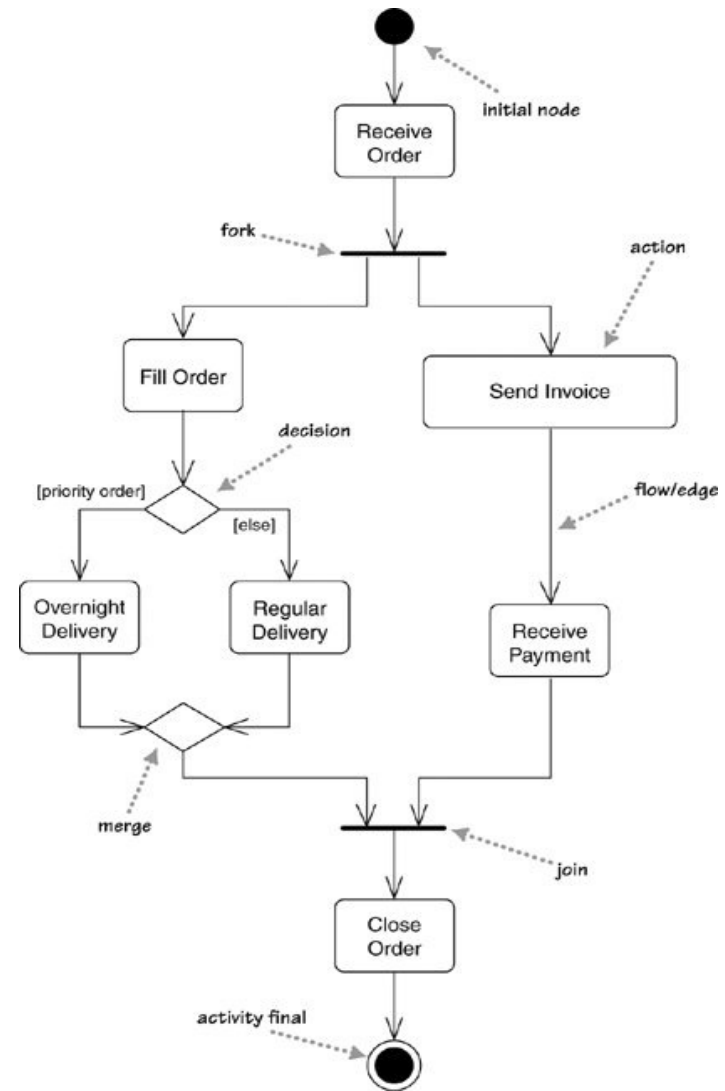 initial node
Receive
Order
fork
action
Fill Order
Send Invoice
decision
[priority order]
flow/edge
[else]
Overnight
Delivery
Regular
Delivery
Receive
Payment
merge
join
Close
Order
activity final